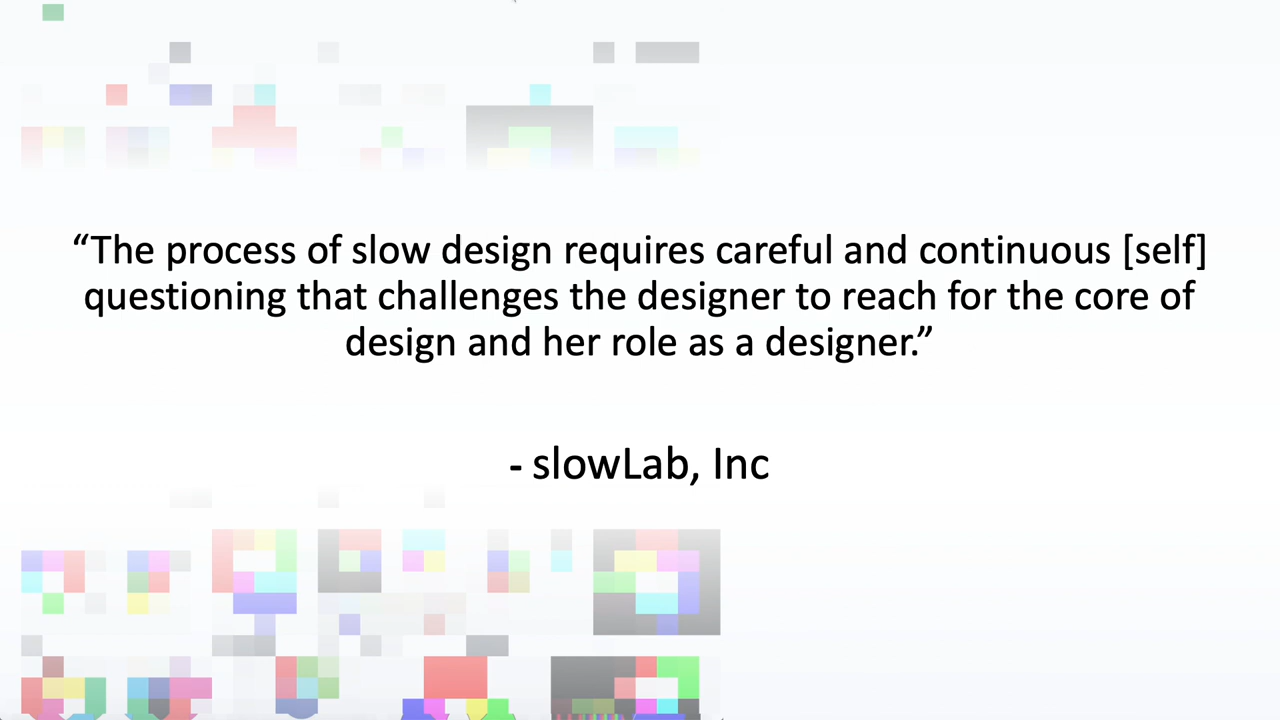 “The process of slow design requires careful and continuous [self]
questioning that challenges the designer to reach for the core of
design and her role as a designer.”
- slowLab, Inc